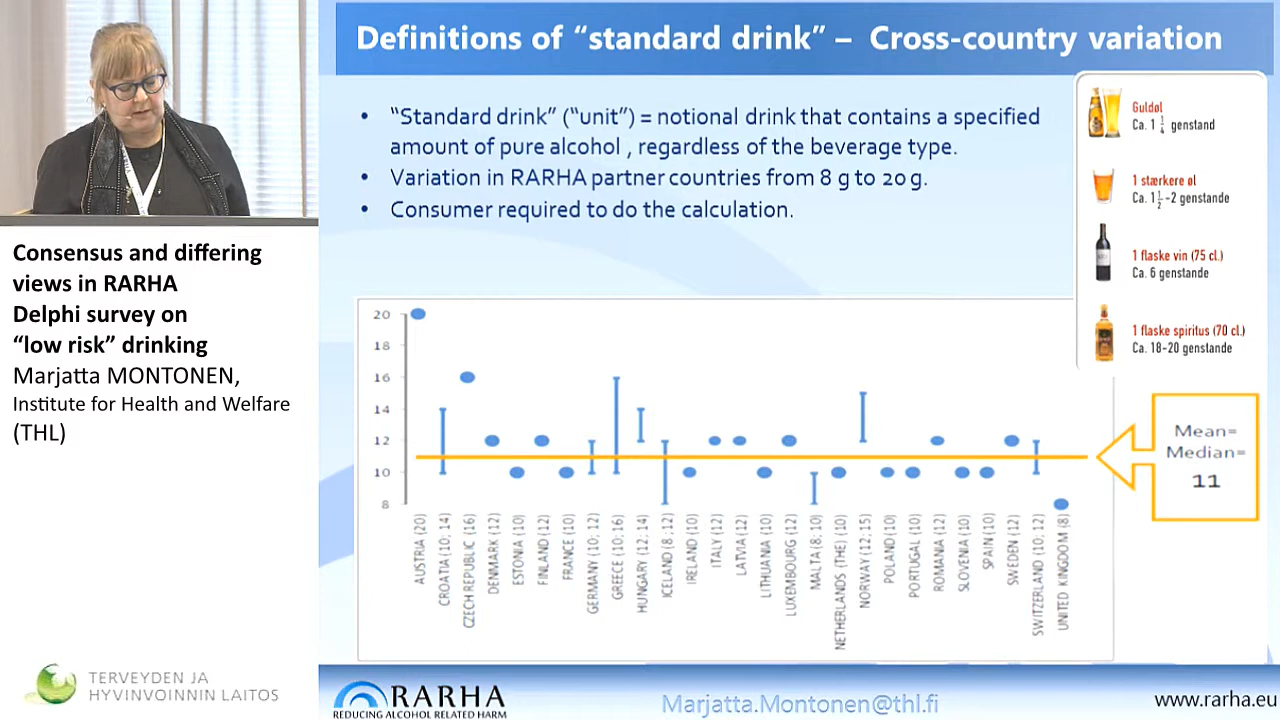 Definitions of “standard drink” – Cross-country variation
• “Standard drink” (“unit”) = notional drink that contains a specified
amount of pure alcohol , regardless of the beverage type.
• Variation in RARHA partner countries from 8 g to 20 g.
• Consumer required to do the calculation.
Guldøl
Ca. 1 1/4 genstand
1 stærkere øl
Ca. 1 1/2 -2 genstande
1 flaske vin (75 cl.)
Ca. 6 genstande
1 flaske spiritus (70 cl.)
Ca. 18-20 genstande
Consensus and differing
views in RARHA
Delphi survey on
“low risk” drinking
Marjatta MONTONEN,
Institute for Health and Welfare
(THL)
20
18
16
14
12
10
8
AUSTRIA (20)
CROATIA (10; 14)
CZECH REPUBLIC (16)
DENMARK (12)
ESTONIA (10)
FINLAND (12)
FRANCE (10)
GERMANY (10; 12)
GREECE (10; 16)
HUNGARY (12; 14)
ICELAND (8 ; 12)
IRELAND (10)
ITALY (12)
LATVIA (12)
LITHUANIA (10)
LUXEMBOURG (12)
MALTA (8; 10)
NETHERLANDS (THE) (10)
NORWAY (12; 15)
POLAND (10)
PORTUGAL (10)
ROMANIA (12)
SLOVENIA (10)
SPAIN (10)
SWEDEN (12)
SWITZERLAND (10; 12)
UNITED KINGDOM (8)
Mean=
Median=
11
TERVEYDEN JA
HYVINVOINNIN LAITOS
RARHA
REDUCING ALCOHOL RELATED HARM
Marjatta.Montonen@thl.fi
www.rarha.eu